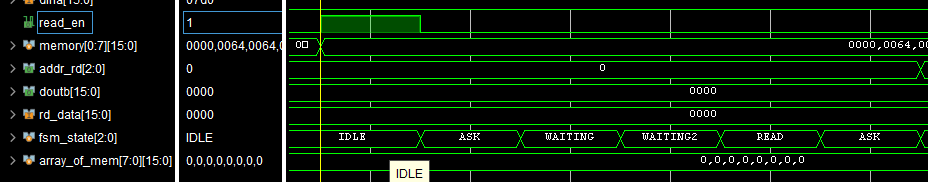 read_en 1
memory[0:7][15:0] 0000,0064,0064,0 0000,0064,00
addr_rd[2:0] 0 0
doutb[15:0] 0000 0000
rd_data[15:0] 0000 0000
fsm_state[2:0] IDLE IDLE ASK WAITING WAITING2 READ ASK
array_of_mem[7:0][15:0] 0,0,0,0,0,0,0,0 0,0,0,0,0,0,0,0
IDLE